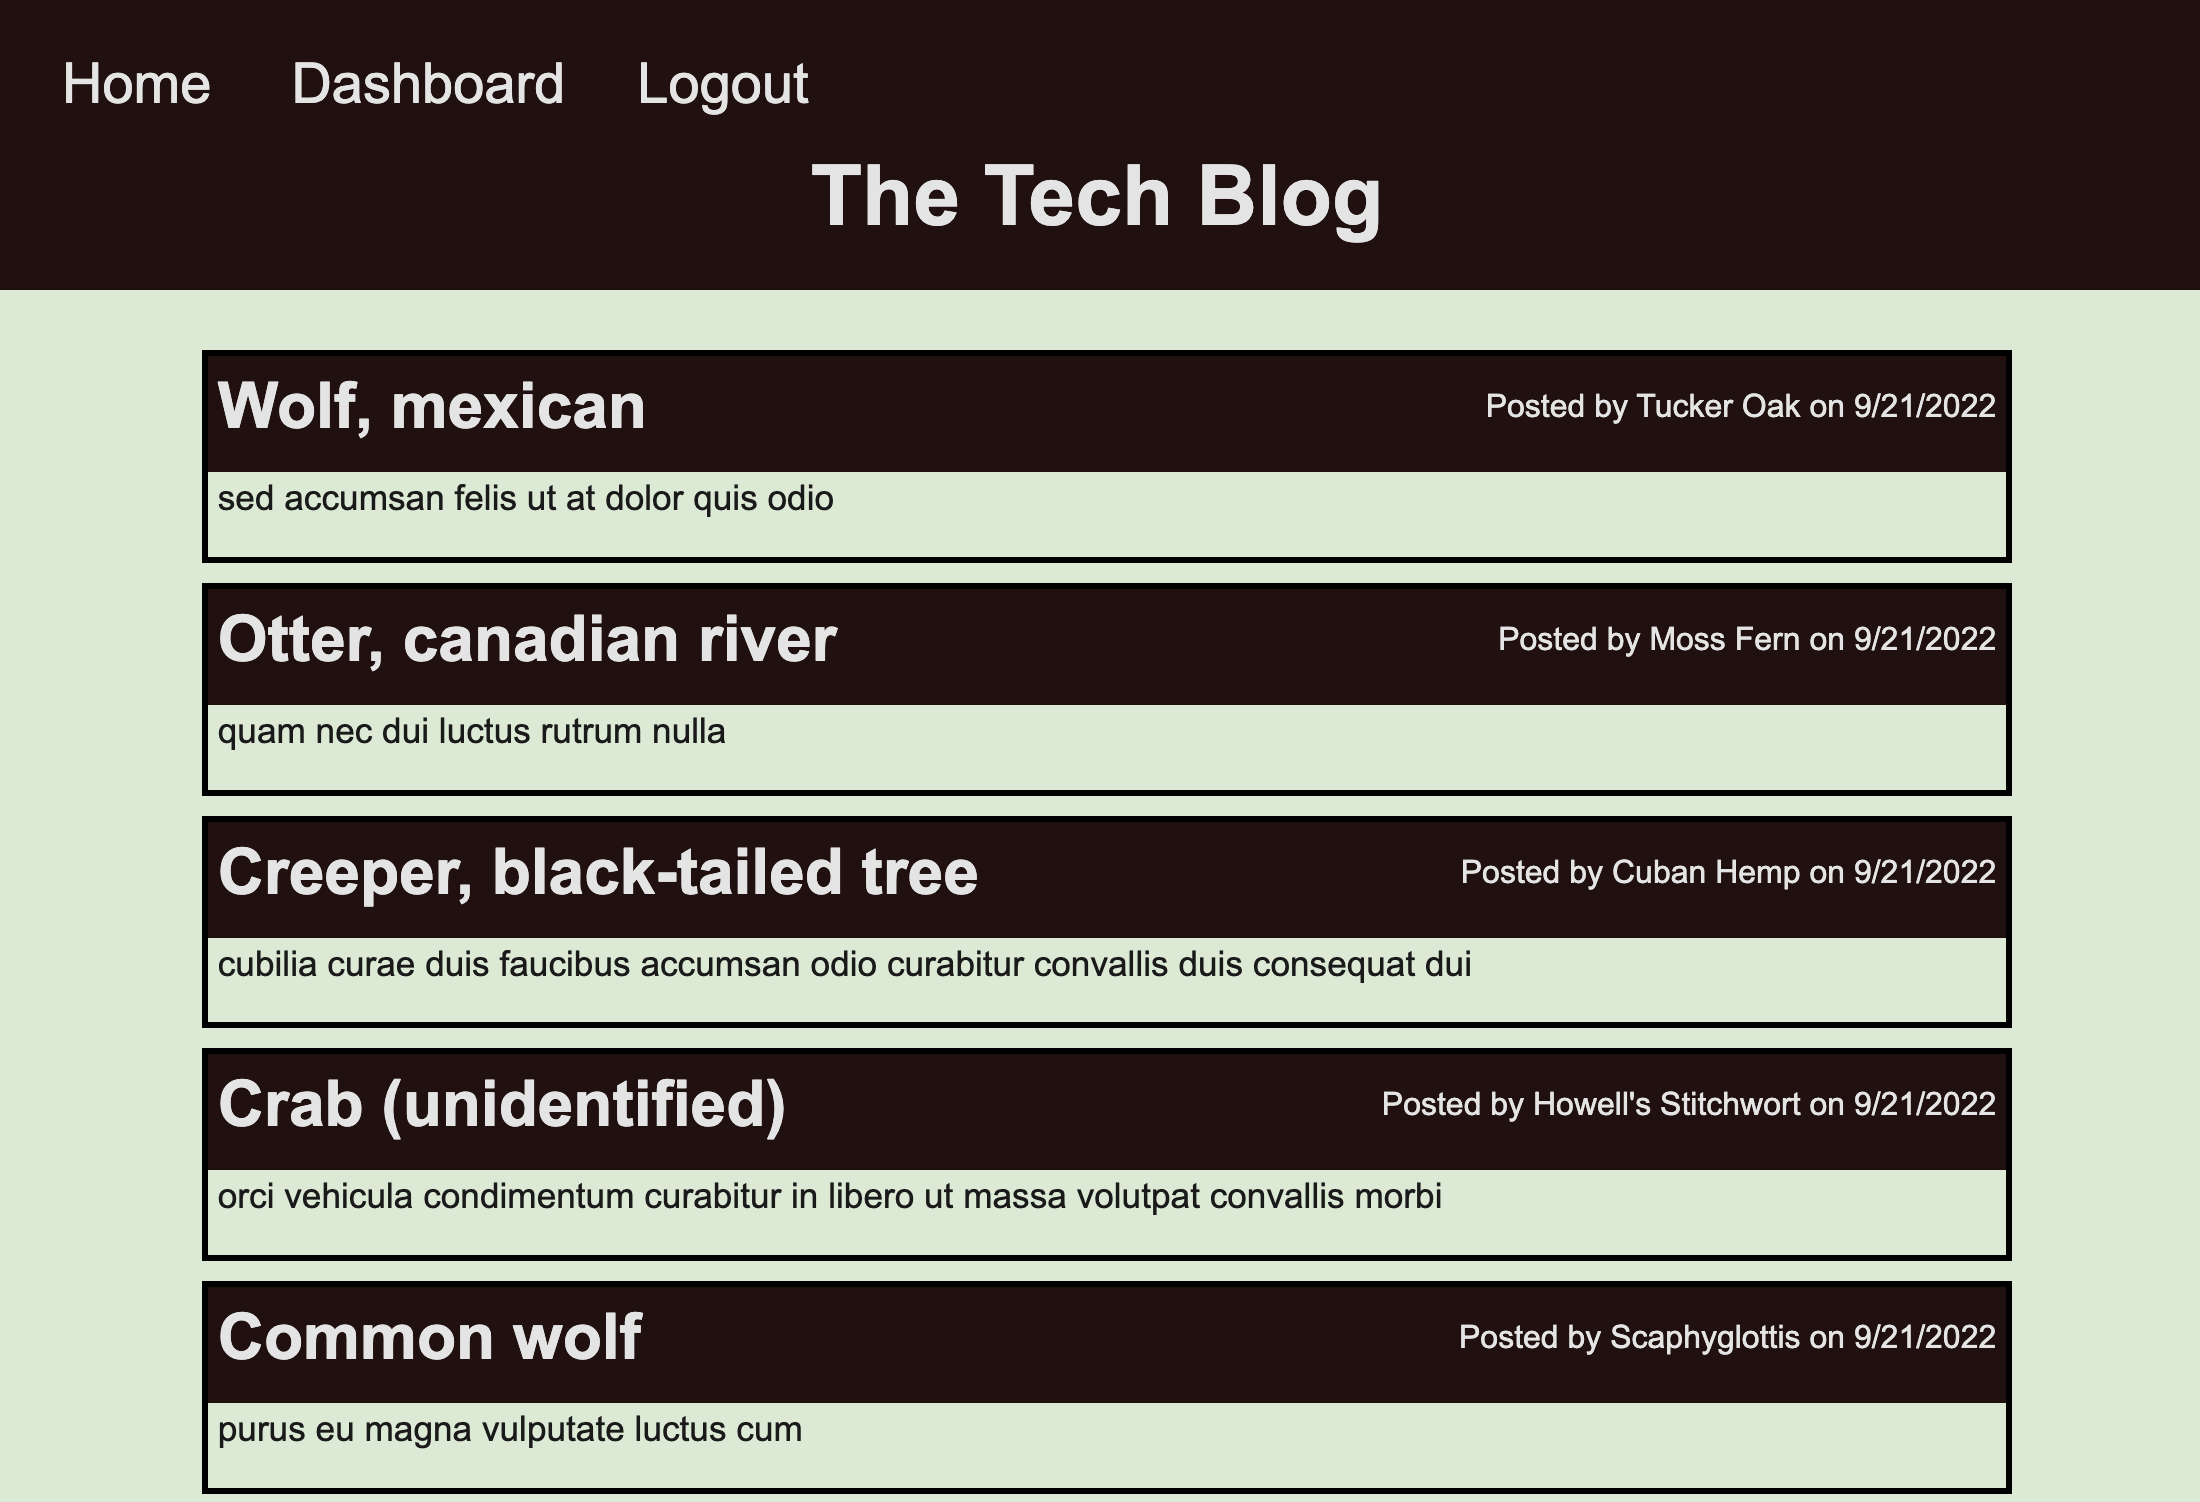 Home Dashboard Logout
The Tech Blog
Wolf, mexican Posted by Tucker Oak on 9/21/2022
sed accumsan felis ut at dolor quis odio
Otter, canadian river Posted by Moss Fern on 9/21/2022
quam nec dui luctus rutrum nulla
Creeper, black-tailed tree Posted by Cuban Hemp on 9/21/2022
cubilia curae duis faucibus accumsan odio curabitur convallis duis consequat dui
Crab (unidentified) Posted by Howell's Stitchwort on 9/21/2022
orci vehicula condimentum curabitur in libero ut massa volutpat convallis morbi
Common wolf Posted by Scaphyglottis on 9/21/2022
purus eu magna vulputate luctus cum